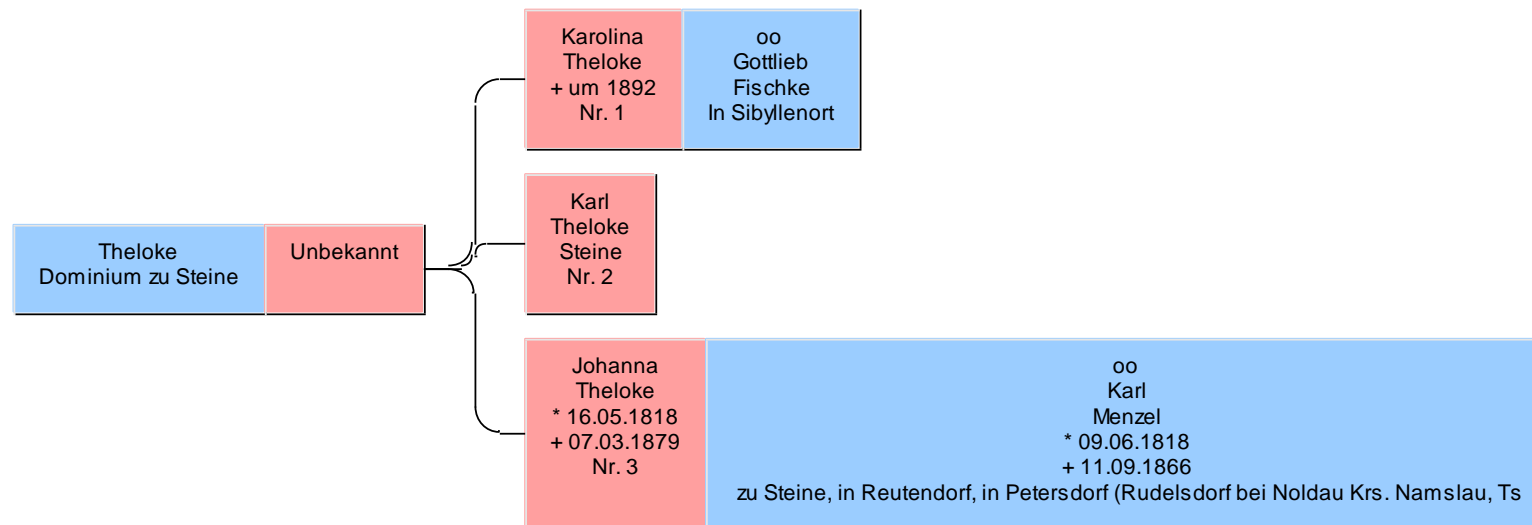 Karolina
Theloke
+ um 1892
Nr. 1
oo
Gottlieb
Fischke
In Sibyllenort
Karl
Theloke
Steine
Nr. 2
Theloke
Dominium zu Steine
Unbekannt
Johanna
Theloke
* 16.05.1818
+ 07.03.1879
Nr. 3
oo
Karl
Menzel
* 09.06.1818
+ 11.09.1866
zu Steine, in Reutendorf, in Petersdorf (Rudelsdorf bei Noldau Krs. Namslau, Ts